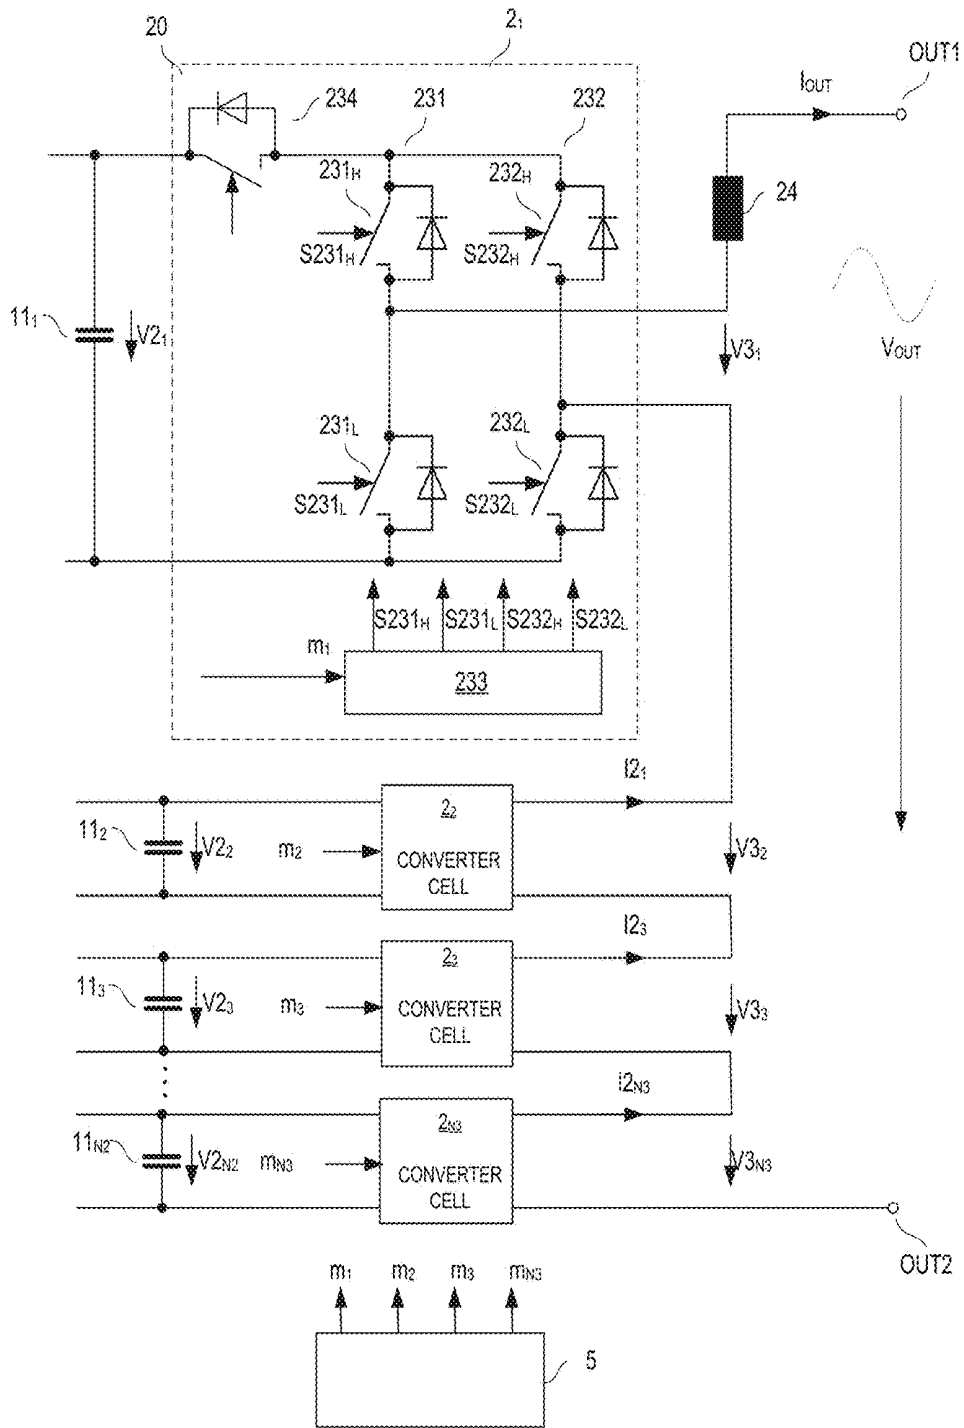 20
2₁
OUT1
I_OUT
234
231
232
231_H
232_H
24
S231_H
S232_H
11₁
V2₁
V3₁
V_OUT
231_L
232_L
S231_L
S232_L
S231_H
S231_L
S232_H
S232_L
m₁
233
I2₁
2₂
11₂
V2₂
m₂
CONVERTER
CELL
V3₂
I2₃
2₃
11₃
V2₃
m₃
CONVERTER
CELL
V3₃
i2_N3
2_N3
11_N2
V2_N2
m_N3
CONVERTER
CELL
V3_N3
OUT2
m₁
m₂
m₃
m_N3
5